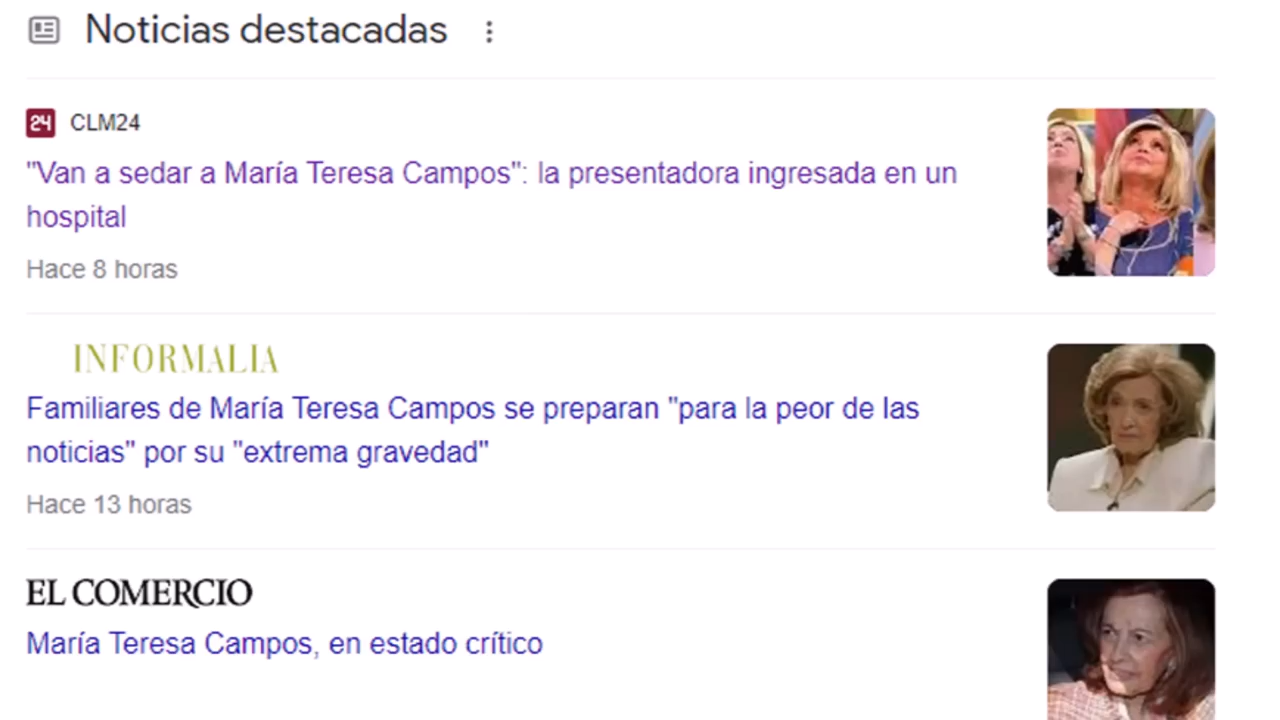 Noticias destacadas
24 CLM24
"Van a sedar a María Teresa Campos": la presentadora ingresada en un
hospital
Hace 8 horas
INFORMALIA
Familiares de María Teresa Campos se preparan "para la peor de las
noticias" por su "extrema gravedad"
Hace 13 horas
EL COMERCIO
María Teresa Campos, en estado crítico